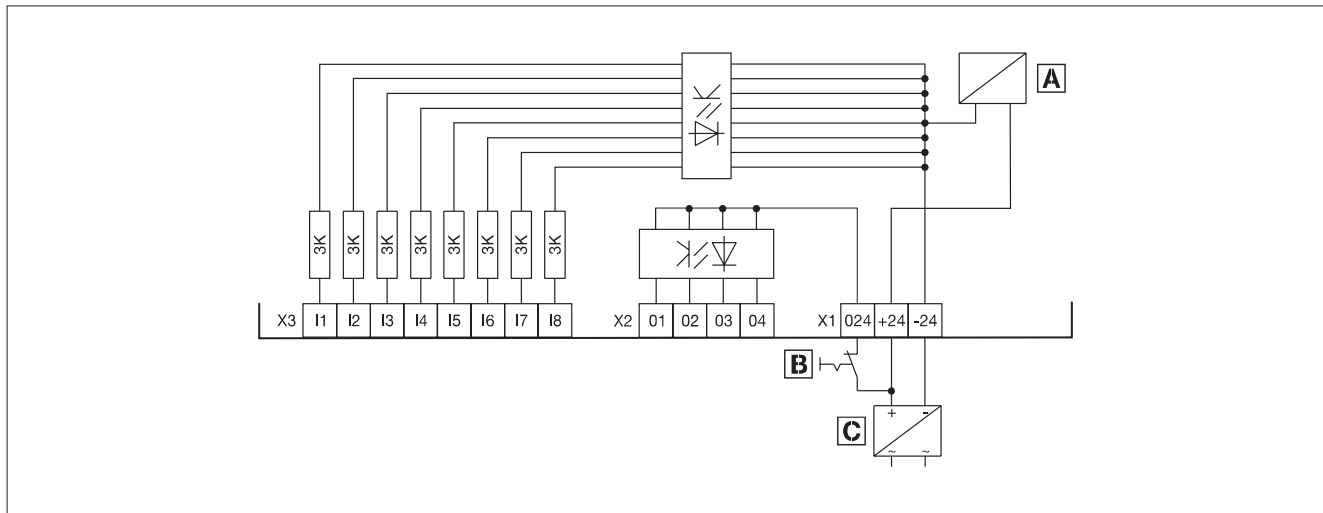 A
3K 3K 3K 3K 3K 3K 3K 3K
X3 I1 I2 I3 I4 I5 I6 I7 I8 X2 01 02 03 04 X1 024 +24 -24
B
+ -
C
~ ~